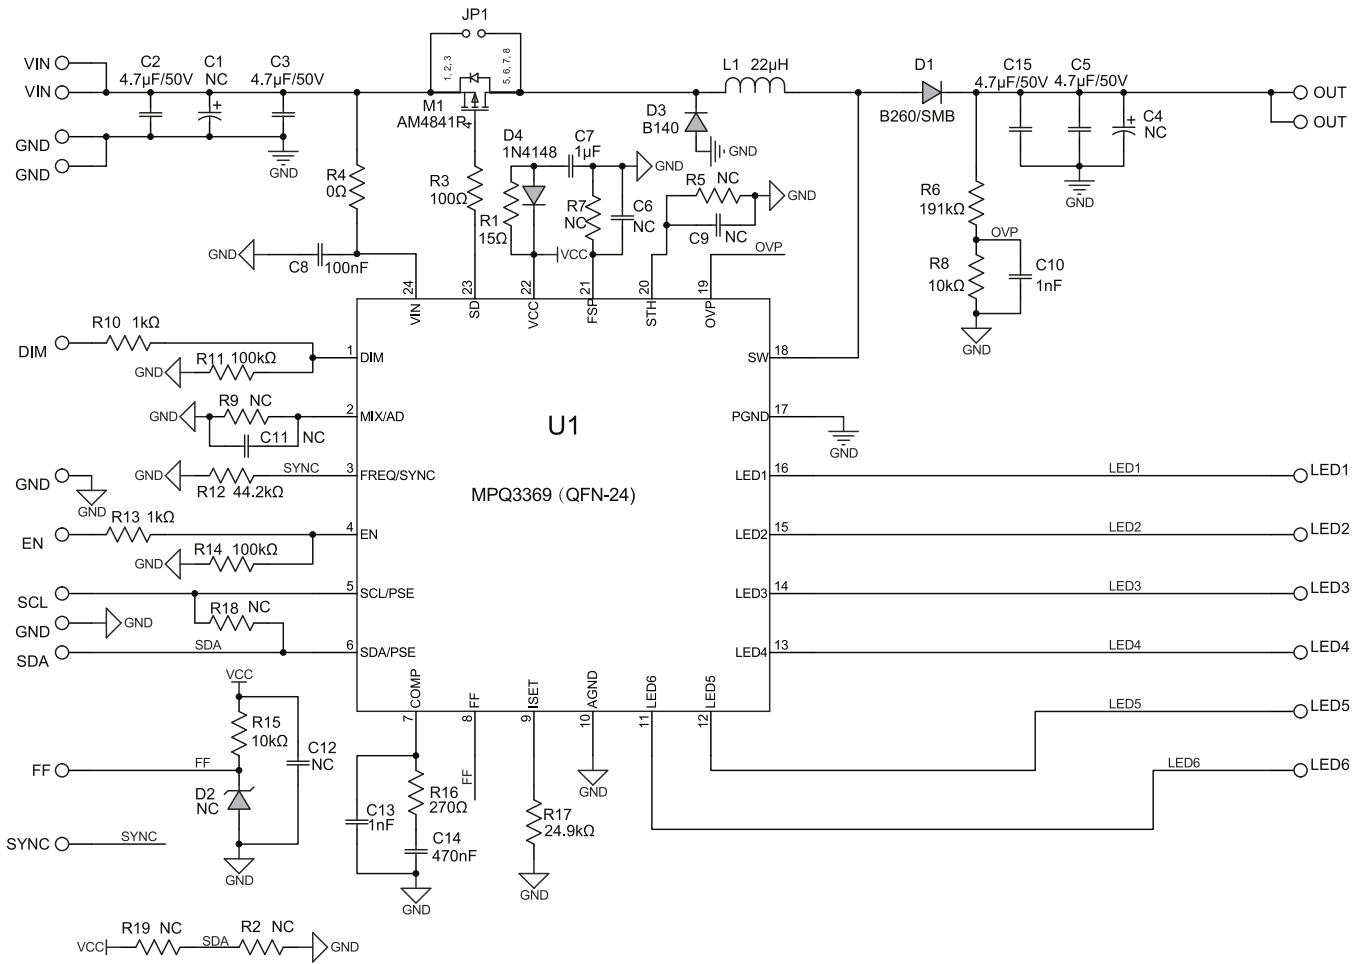 JP1
VIN
VIN
GND
GND
C2
4.7µF/50V
C1
NC
C3
4.7µF/50V
GND
1, 2, 3
5, 6, 7, 8
M1
AM4841P
4
L1 22µH
D1
B260/SMB
C15
4.7µF/50V
C5
4.7µF/50V
C4
NC
+
+
OUT
OUT
GND
D3
B140
GND
R4
0Ω
R3
100Ω
D4
1N4148
C7
1µF
GND
R1
15Ω
R7
NC
C6
NC
VCC
R5 NC
GND
C9 NC
OVP
R6
191kΩ
OVP
R8
10kΩ
C10
1nF
GND
GND
C8 100nF
24
VIN
23
SD
22
VCC
21
FSP
20
STH
19
OVP
DIM
R10 1kΩ
GND
R11 100kΩ
1 DIM
GND
R9 NC
C11 NC
2 MIX/AD
GND
R12 44.2kΩ
SYNC
3 FREQ/SYNC
GND
GND
EN
R13 1kΩ
GND
R14 100kΩ
4 EN
SCL
5 SCL/PSE
GND
GND
R18 NC
SDA
SDA
6 SDA/PSE
U1
MPQ3369 (QFN-24)
SW 18
PGND 17
GND
LED1 16 LED1 LED1
LED2 15 LED2 LED2
LED3 14 LED3 LED3
LED4 13 LED4 LED4
COMP
7
FF
8
ISET
9
AGND
10
LED6
11
LED5
12
LED5 LED5
LED6 LED6
VCC
R15
10kΩ
C12
NC
FF
FF
D2
NC
GND
SYNC
SYNC
C13
1nF
R16
270Ω
C14
470nF
GND
FF
R17
24.9kΩ
GND
GND
VCC
R19 NC
SDA
R2 NC
GND